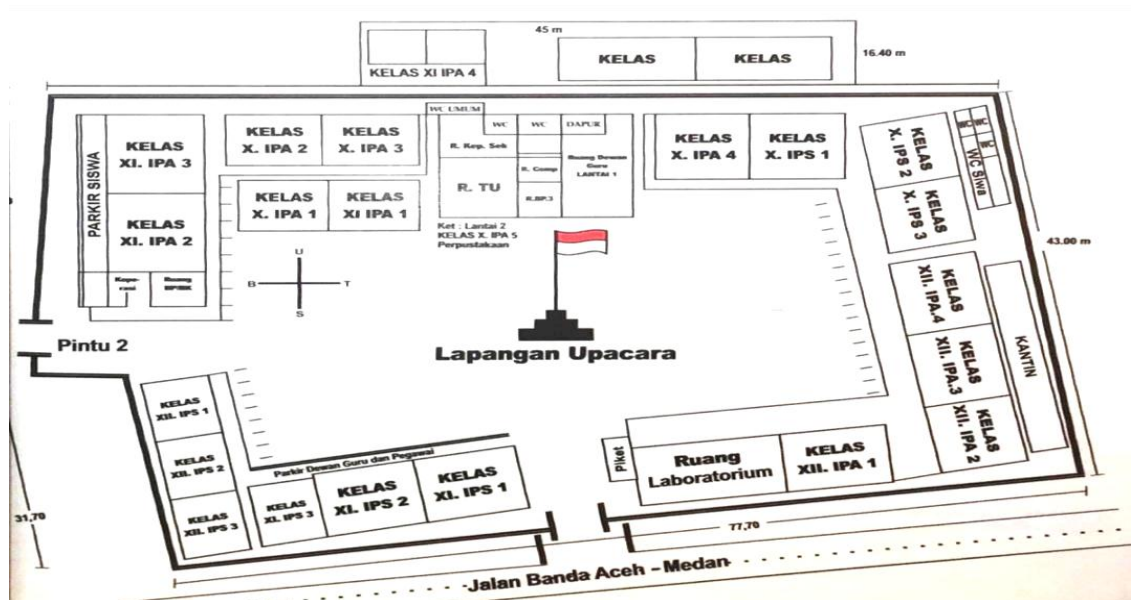 45 m
16.40 m
KELAS
KELAS
KELAS XI IPA 4
WC UMUM
WC
WC
DAPUR
R. Kep. Sek
R. TU
R. Comp
R.BP.3
Ruang Dewan
Guru
LANTAI 1
Ket : Lantai 2
KELAS X. IPA 5
Perpustakaan
PARKIR SISWA
KELAS
XI. IPA 3
KELAS
XI. IPA 2
Kope-
rasi
Ruang
BP/BK
KELAS
X. IPA 2
KELAS
X. IPA 3
KELAS
X. IPA 1
KELAS
XI IPA 1
KELAS
X. IPA 4
KELAS
X. IPS 1
KELAS
X. IPS 2
KELAS
X. IPS 3
WC
WC
WC
WC Siwa
43.00 m
KELAS
XII. IPA.4
KELAS
XII. IPA.3
KELAS
XII. IPA 2
KANTIN
U
B
T
S
Lapangan Upacara
Pintu 2
KELAS
XII. IPS 1
KELAS
XII. IPS 2
KELAS
XII. IPS 3
Parkir Dewan Guru dan Pegawai
KELAS
XI. IPS 3
KELAS
XI. IPS 2
KELAS
XI. IPS 1
Piket
Ruang
Laboratorium
KELAS
XII. IPA 1
31,70
77,70
Jalan Banda Aceh - Medan